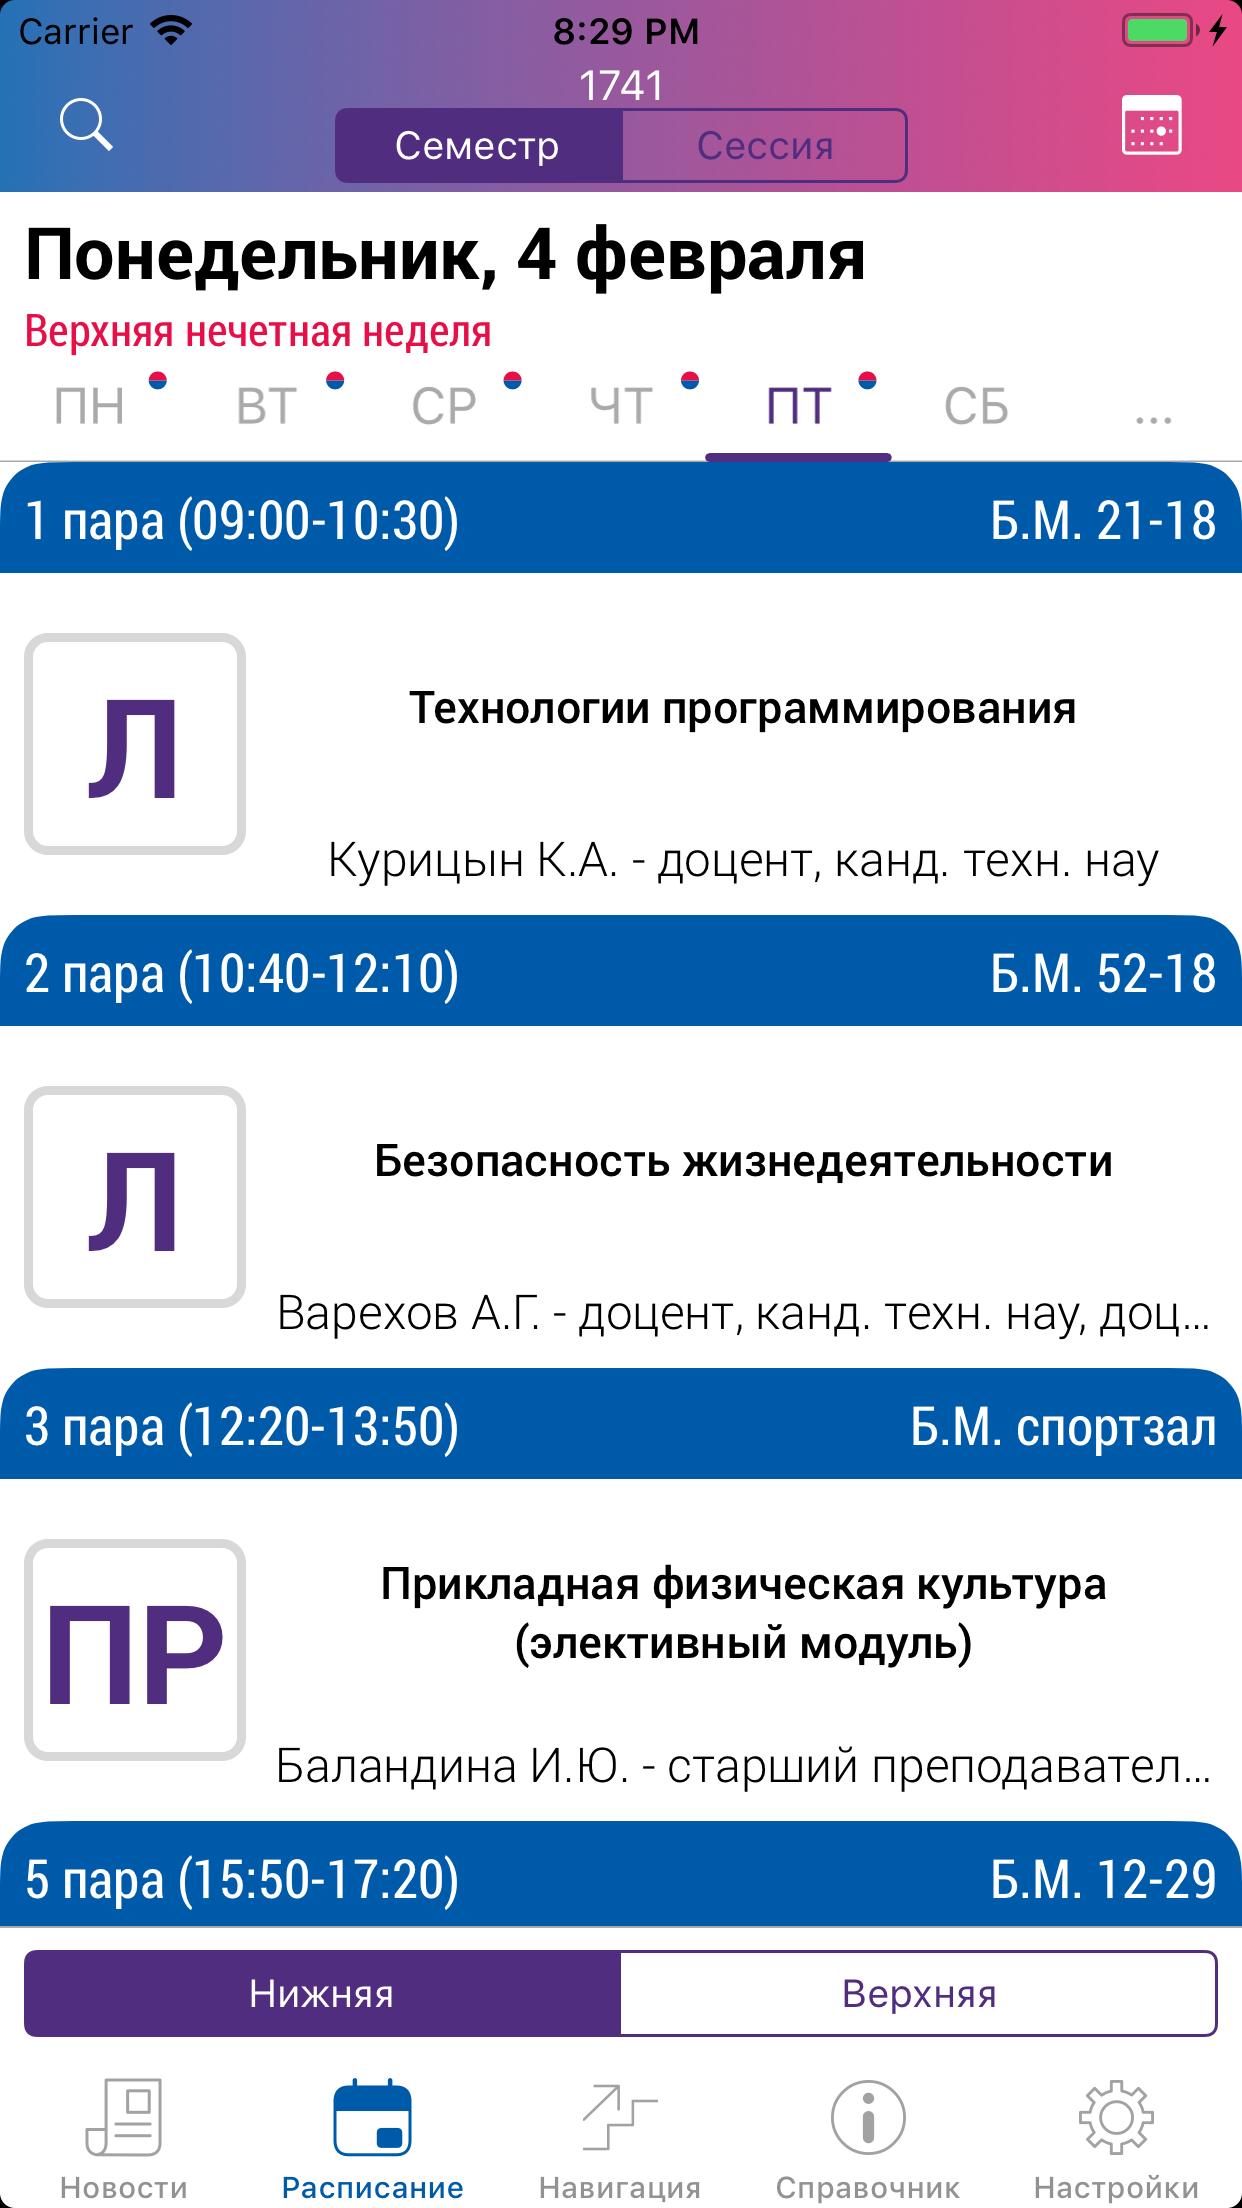 Carrier 8:29 PM
1741
Семестр Сессия
Понедельник, 4 февраля
Верхняя нечетная неделя
ПН ВТ СР ЧТ ПТ СБ ...
1 пара (09:00-10:30) Б.М. 21-18
Л
Технологии программирования
Курицын К.А. - доцент, канд. техн. нау
2 пара (10:40-12:10) Б.М. 52-18
Л
Безопасность жизнедеятельности
Варехов А.Г. - доцент, канд. техн. нау, доц...
3 пара (12:20-13:50) Б.М. спортзал
ПР
Прикладная физическая культура
(элективный модуль)
Баландина И.Ю. - старший преподавател...
5 пара (15:50-17:20) Б.М. 12-29
Нижняя Верхняя
Новости Расписание Навигация Справочник Настройки